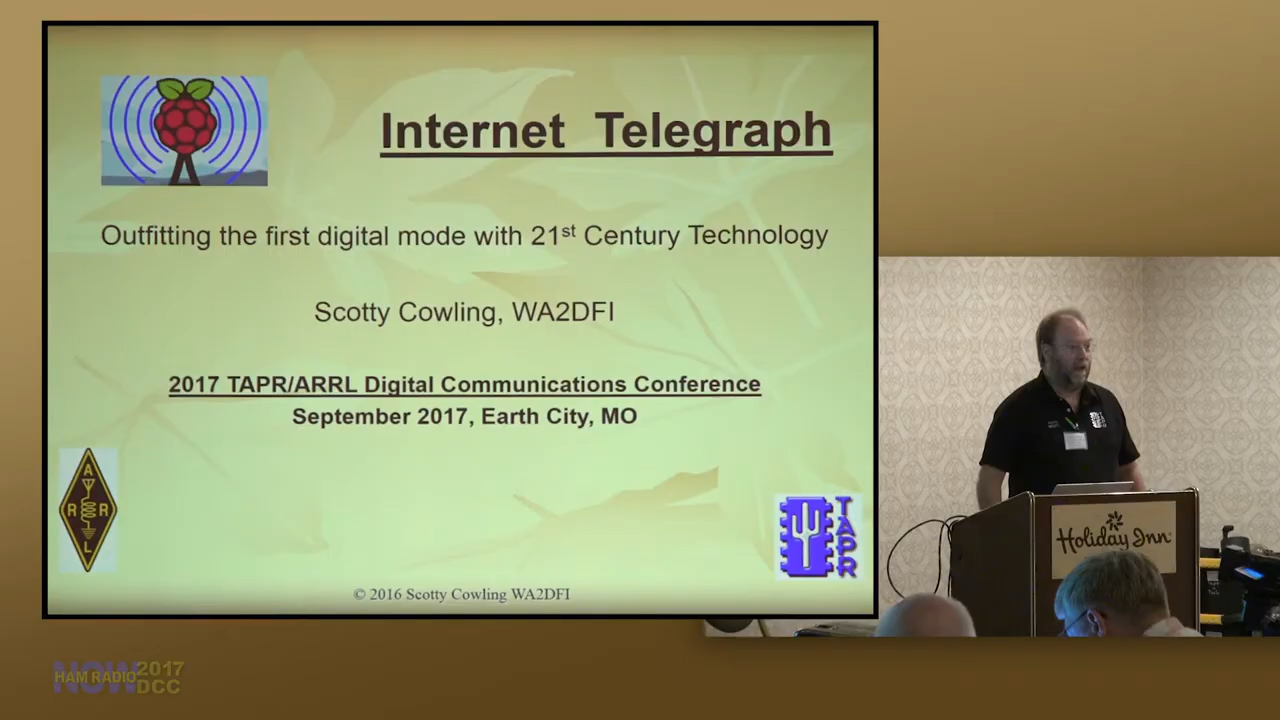 Internet Telegraph
Outfitting the first digital mode with 21st Century Technology
Scotty Cowling, WA2DFI
2017 TAPR/ARRL Digital Communications Conference
September 2017, Earth City, MO
A
R R
L
TAPR
© 2016 Scotty Cowling WA2DFI
Holiday Inn
NOW
HAM RADIO 2017
DCC